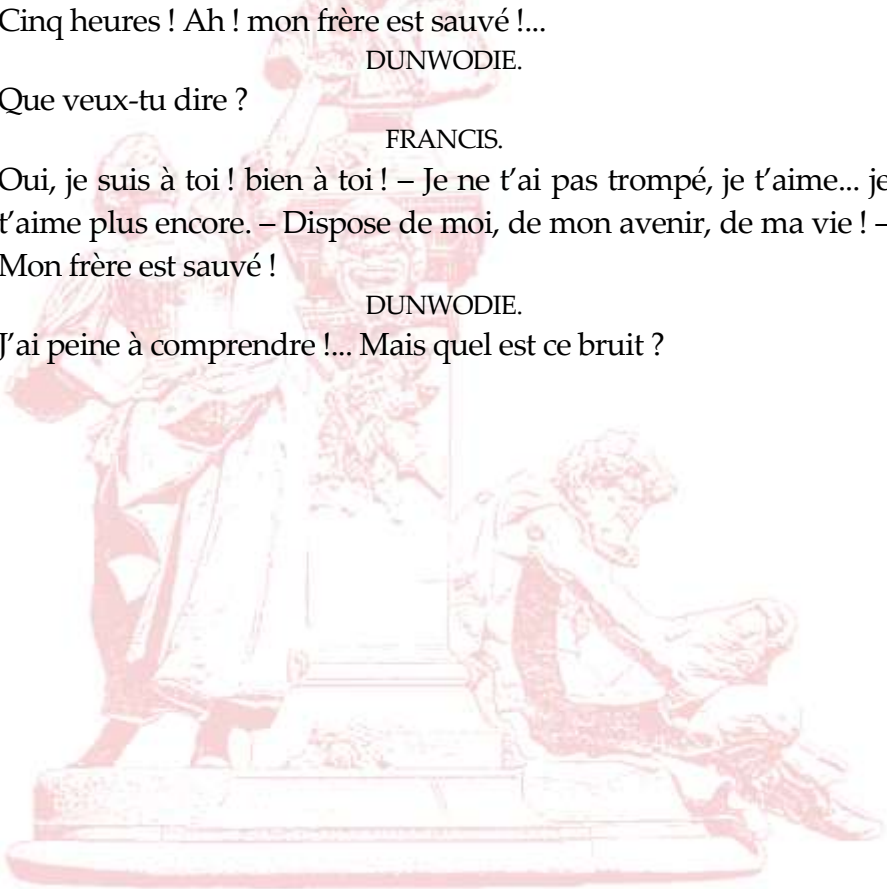 Cinq heures ! Ah ! mon frère est sauvé !...
DUNWODIE.
Que veux-tu dire ?
FRANCIS.
Oui, je suis à toi ! bien à toi ! – Je ne t’ai pas trompé, je t’aime... je
t’aime plus encore. – Dispose de moi, de mon avenir, de ma vie ! –
Mon frère est sauvé !
DUNWODIE.
J’ai peine à comprendre !... Mais quel est ce bruit ?